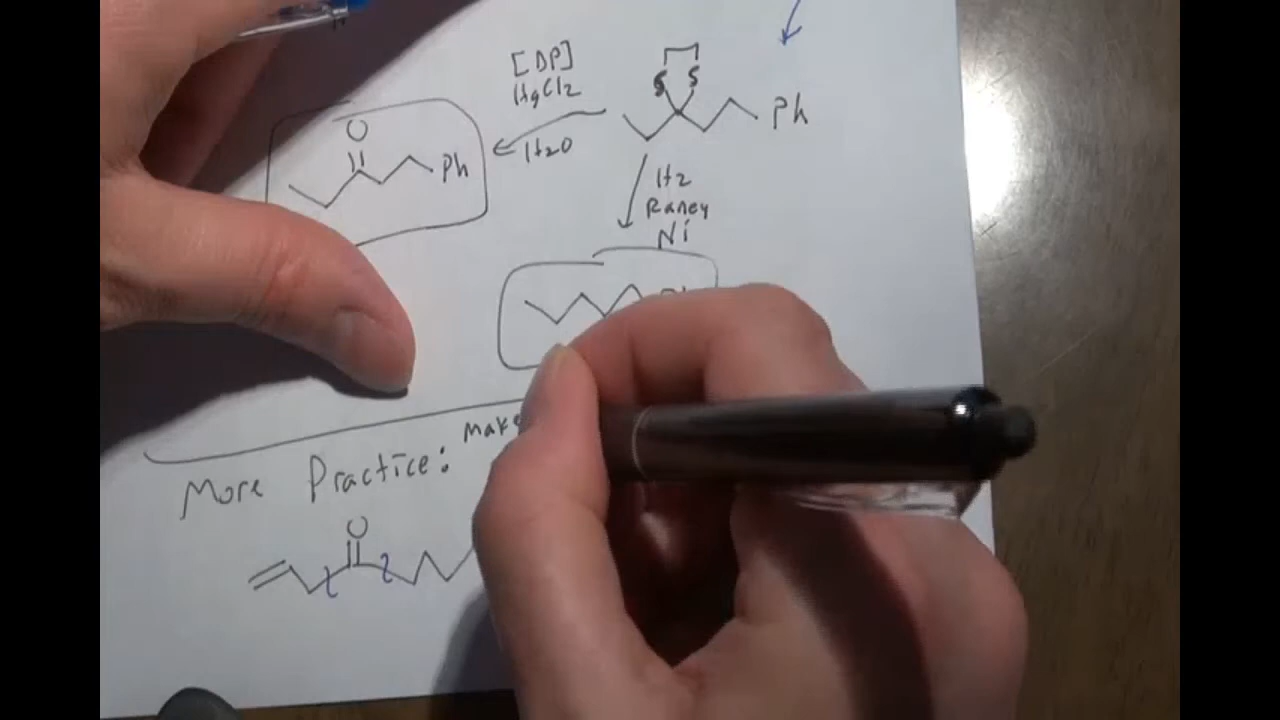 [DP]
HgCl2
H2O
S S
Ph
O
Ph
H2
Raney
Ni
Make
More Practice:
O